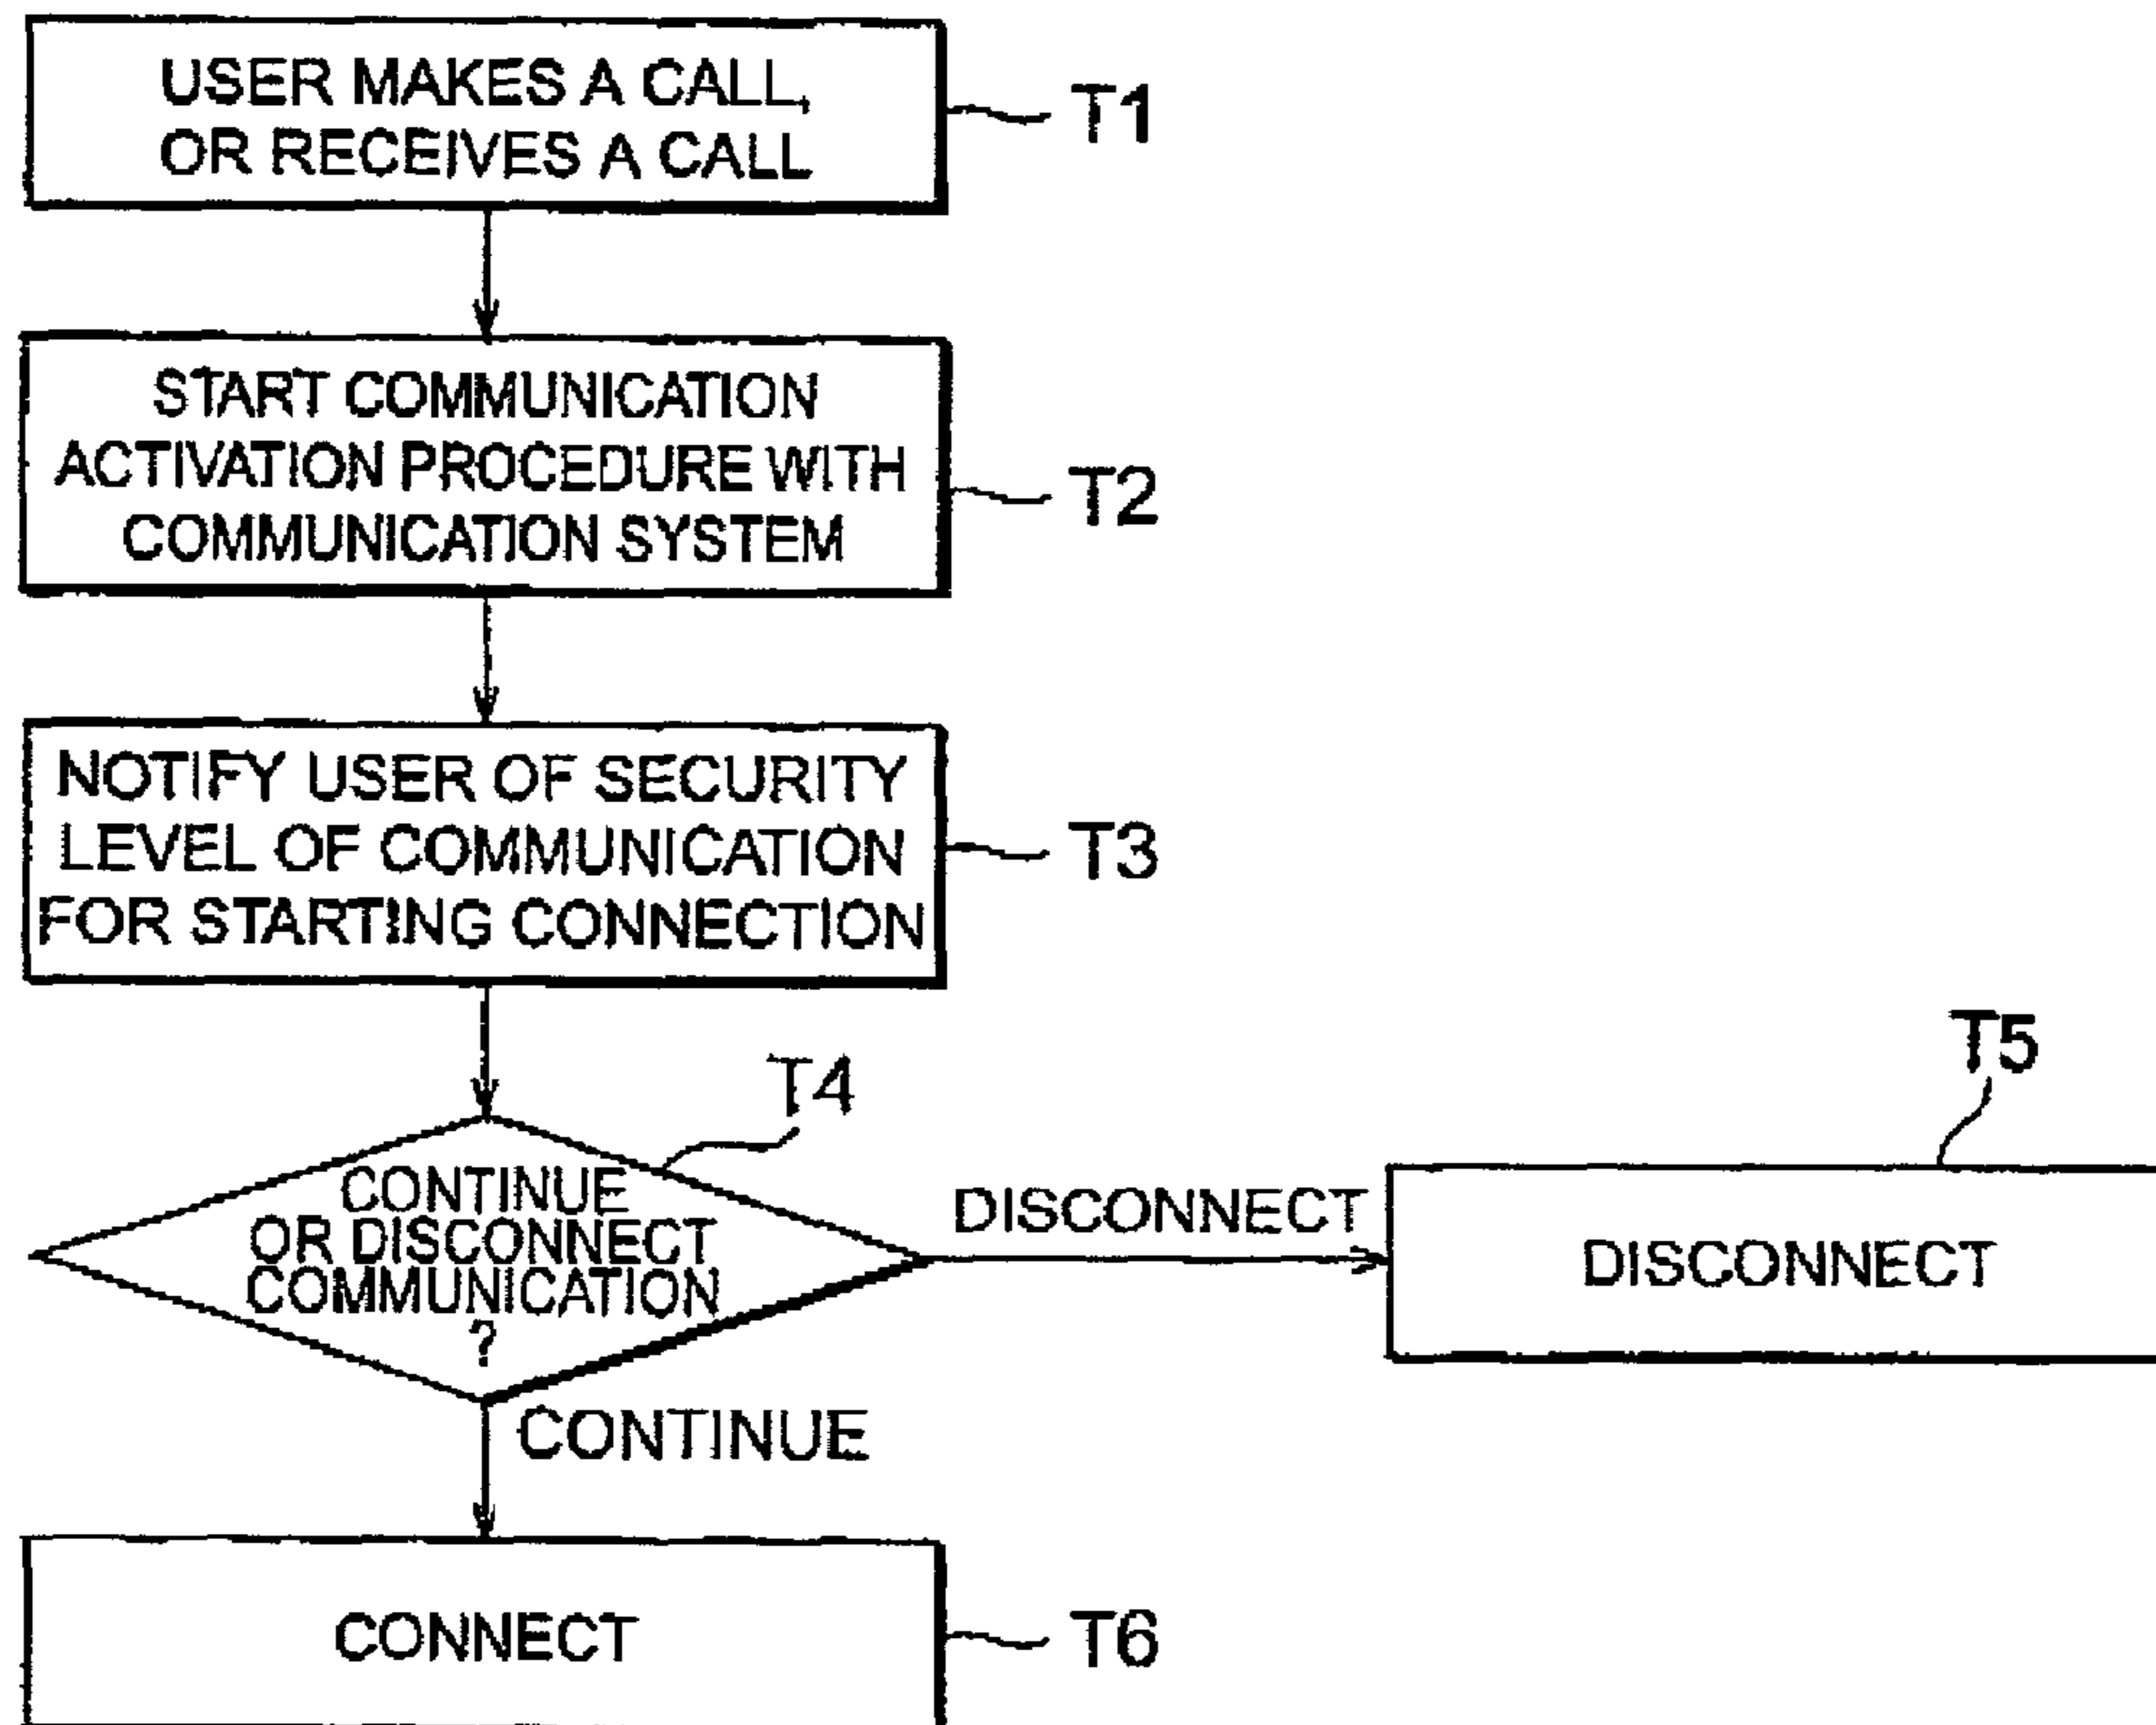 USER MAKES A CALL,
OR RECEIVES A CALL
T1
START COMMUNICATION
ACTIVATION PROCEDURE WITH
COMMUNICATION SYSTEM
T2
NOTIFY USER OF SECURITY
LEVEL OF COMMUNICATION
FOR STARTING CONNECTION
T3
T4
CONTINUE
OR DISCONNECT
COMMUNICATION
?
DISCONNECT
T5
DISCONNECT
CONTINUE
CONNECT
T6